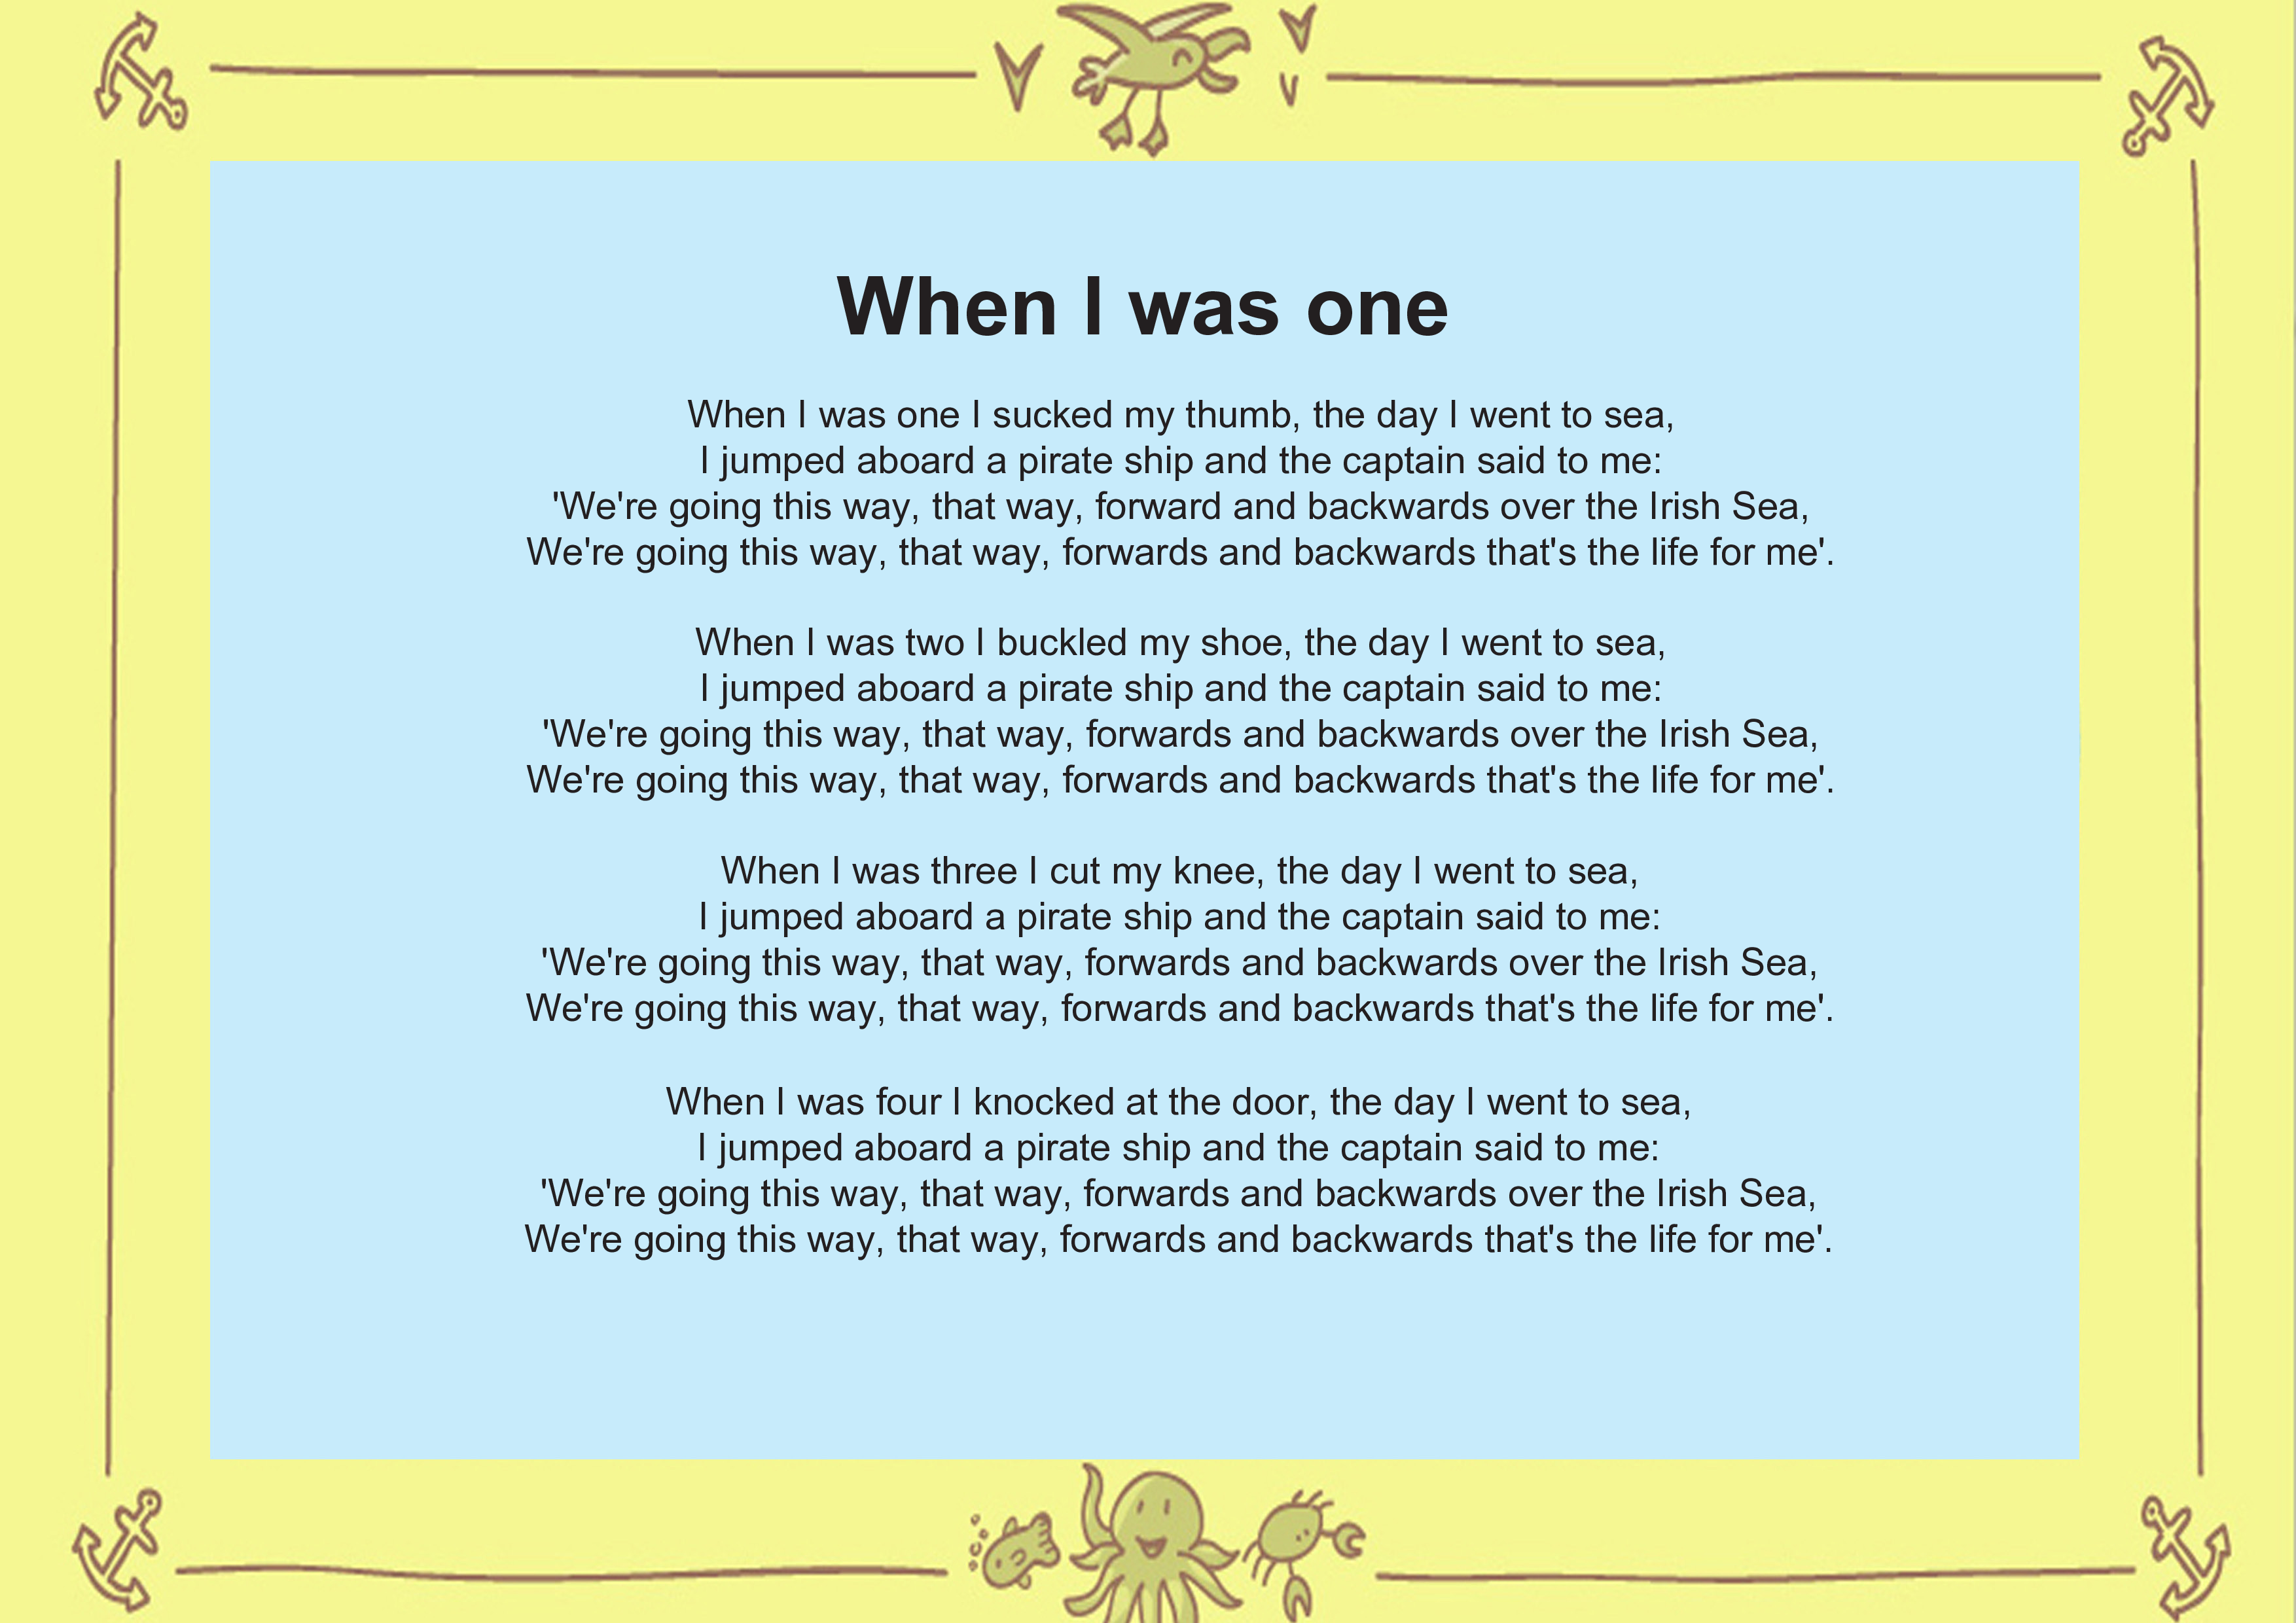 When I was one
When I was one I sucked my thumb, the day I went to sea,
I jumped aboard a pirate ship and the captain said to me:
'We're going this way, that way, forward and backwards over the Irish Sea,
We're going this way, that way, forwards and backwards that's the life for me'.
When I was two I buckled my shoe, the day I went to sea,
I jumped aboard a pirate ship and the captain said to me:
'We're going this way, that way, forwards and backwards over the Irish Sea,
We're going this way, that way, forwards and backwards that's the life for me'.
When I was three I cut my knee, the day I went to sea,
I jumped aboard a pirate ship and the captain said to me:
'We're going this way, that way, forwards and backwards over the Irish Sea,
We're going this way, that way, forwards and backwards that's the life for me'.
When I was four I knocked at the door, the day I went to sea,
I jumped aboard a pirate ship and the captain said to me:
'We're going this way, that way, forwards and backwards over the Irish Sea,
We're going this way, that way, forwards and backwards that's the life for me'.